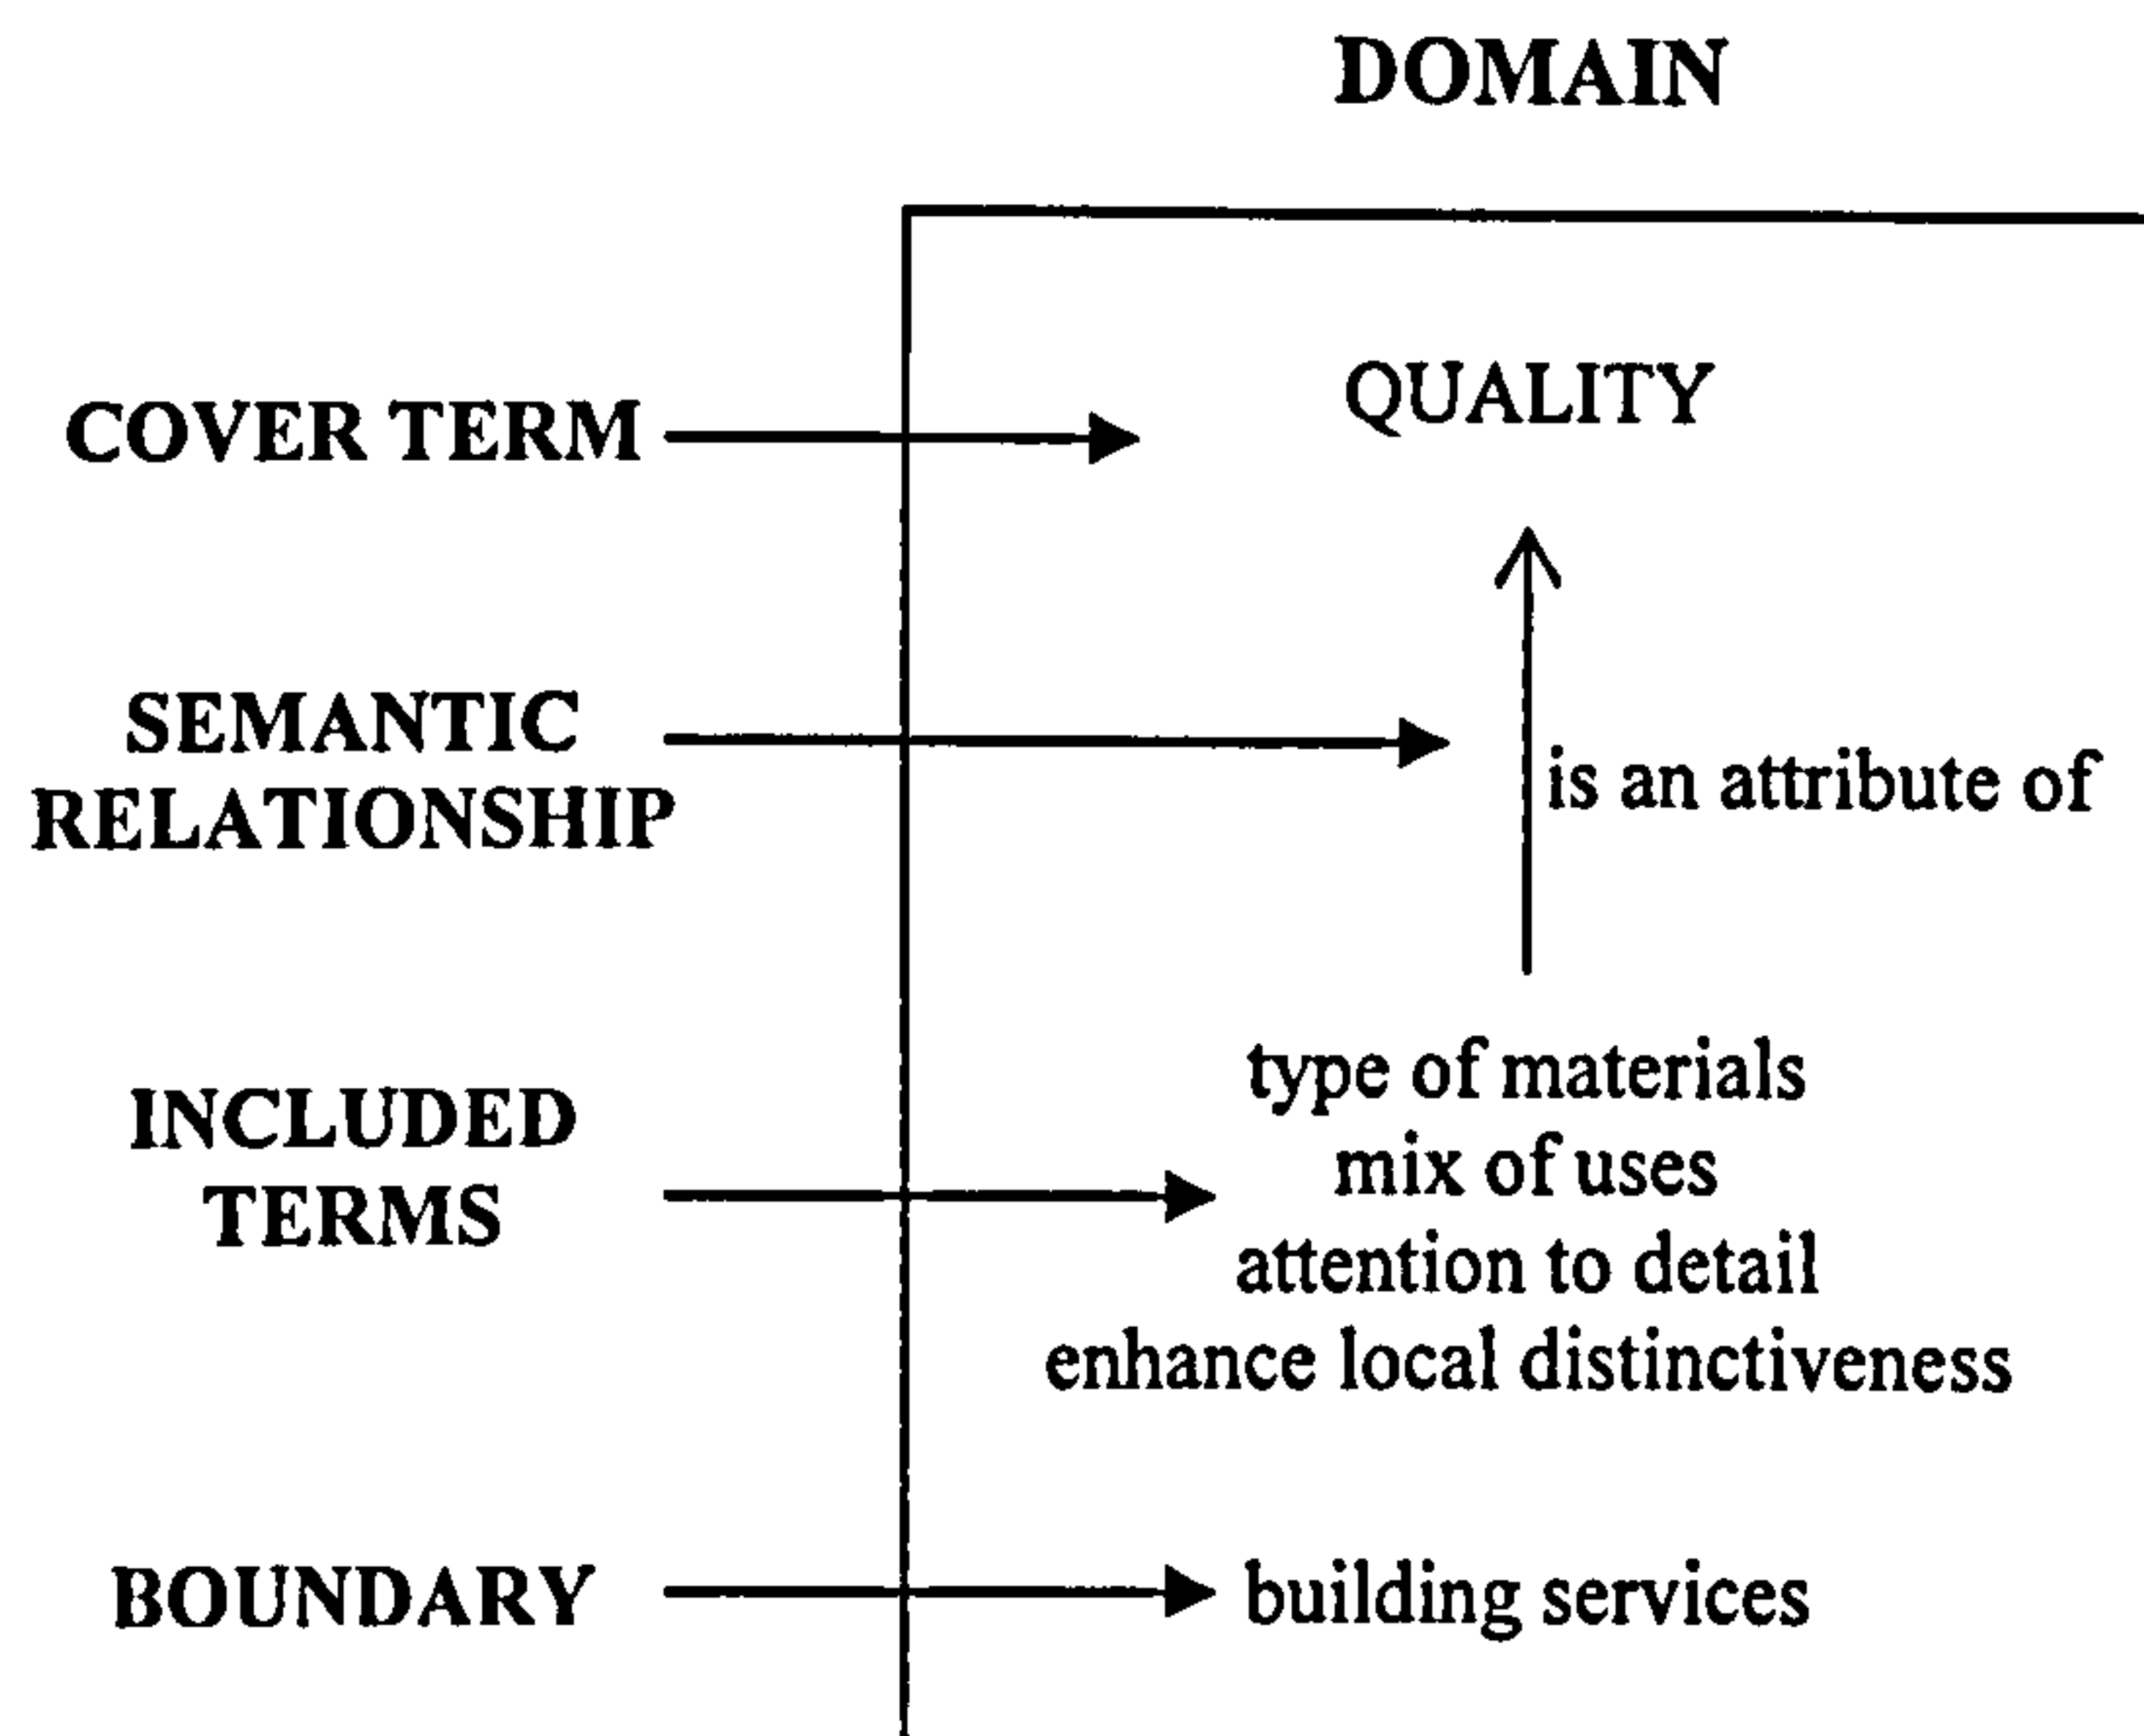 DOMAIN
COVER TERM
QUALITY
SEMANTIC
RELATIONSHIP
is an attribute of
INCLUDED
TERMS
type of materials
mix of uses
attention to detail
enhance local distinctiveness
BOUNDARY
building services